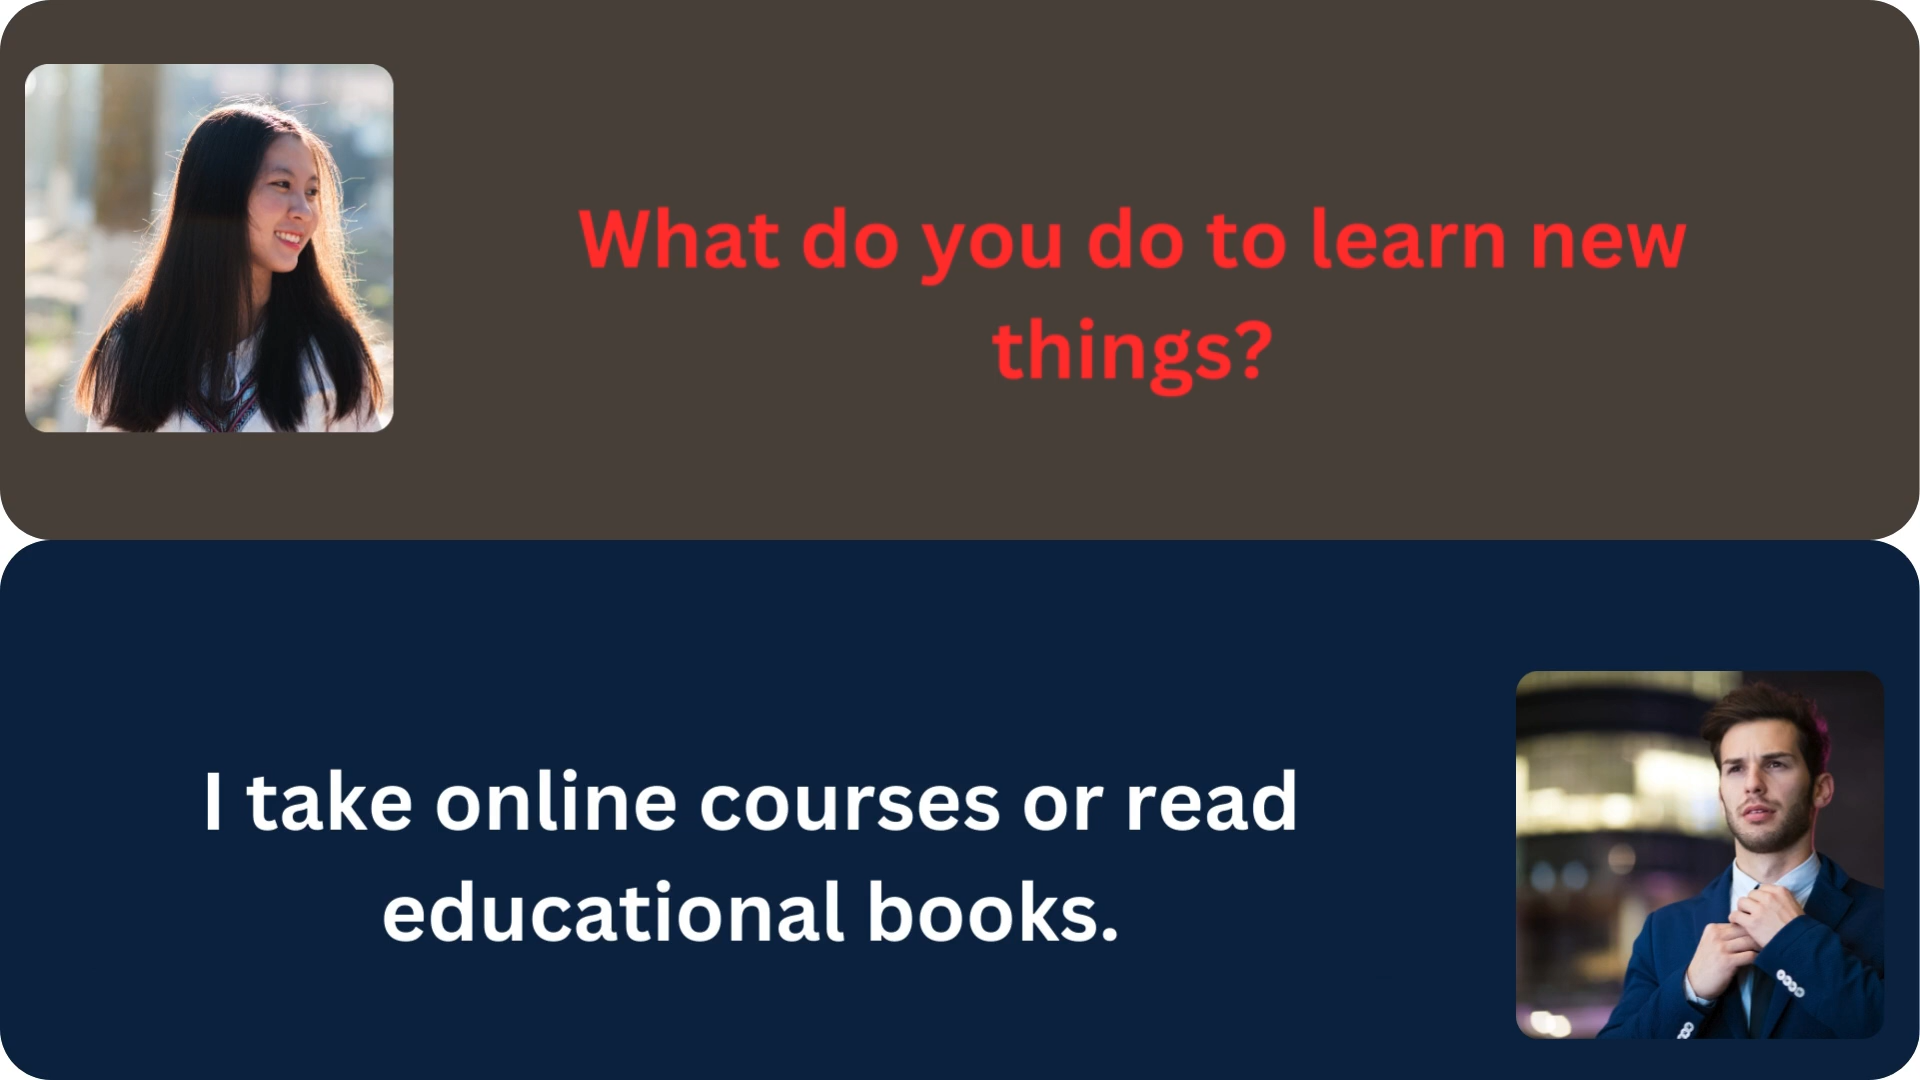 What do you do to learn new
things?
I take online courses or read
educational books.